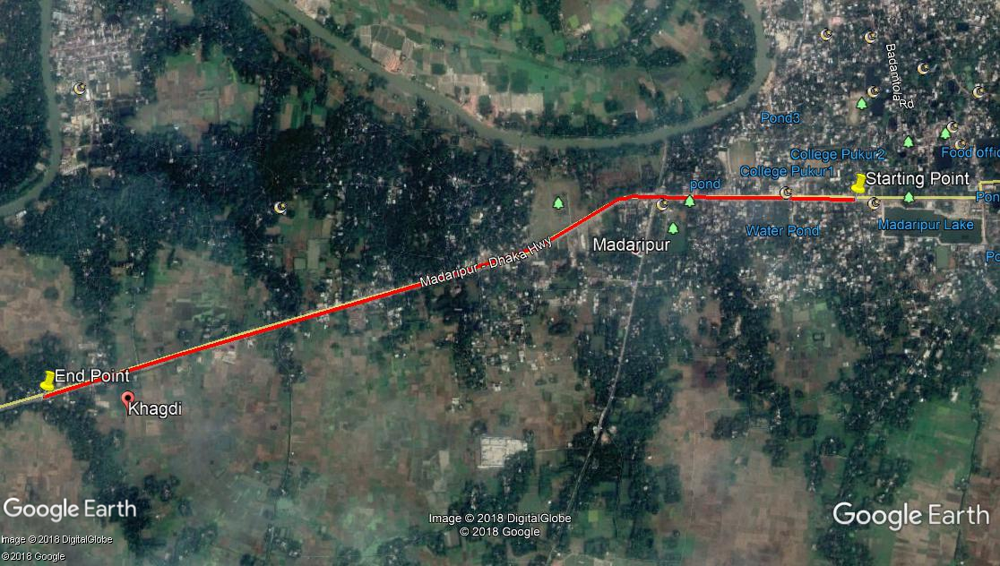 Badamtola Rd
Pond3
College Pukur2
Food offic
College Pukur1
Starting Point
pond
Pon
Madaripur Lake
Water Pond
Madaripur
Po
Madaripur - Dhaka Hwy
End Point
Khagdi
Google Earth
Image © 2018 DigitalGlobe
© 2018 Google
Google Earth
Image © 2018 DigitalGlobe
© 2018 Google